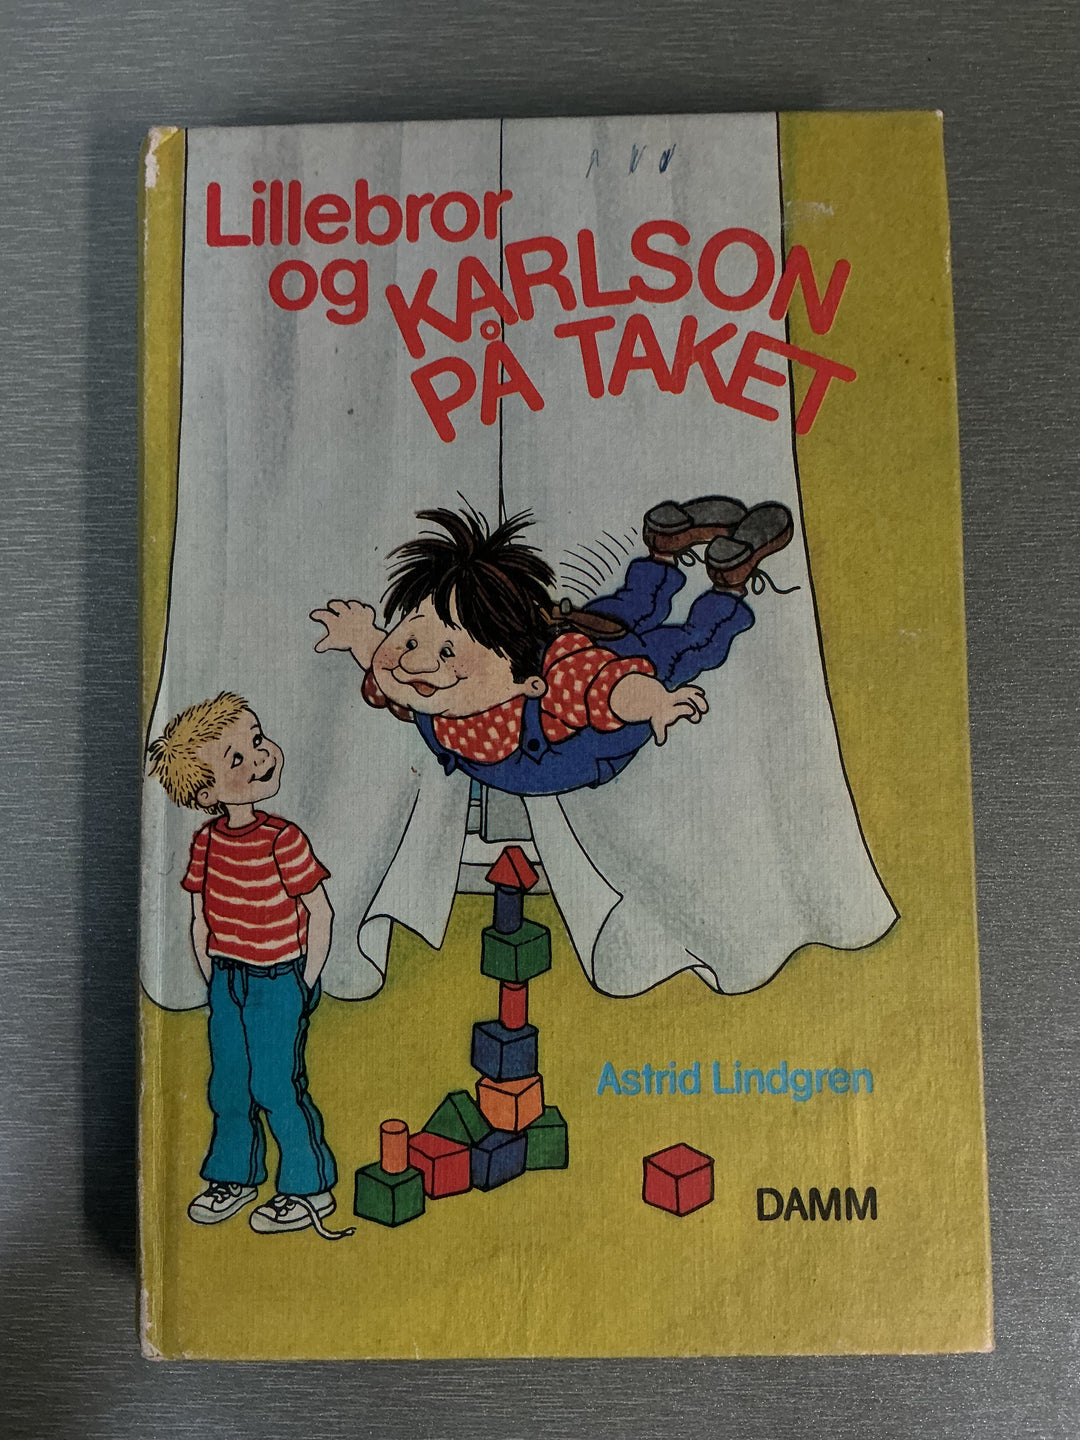 Lillebror
og KARLSON
PÅ TAKET
Astrid Lindgren
DAMM